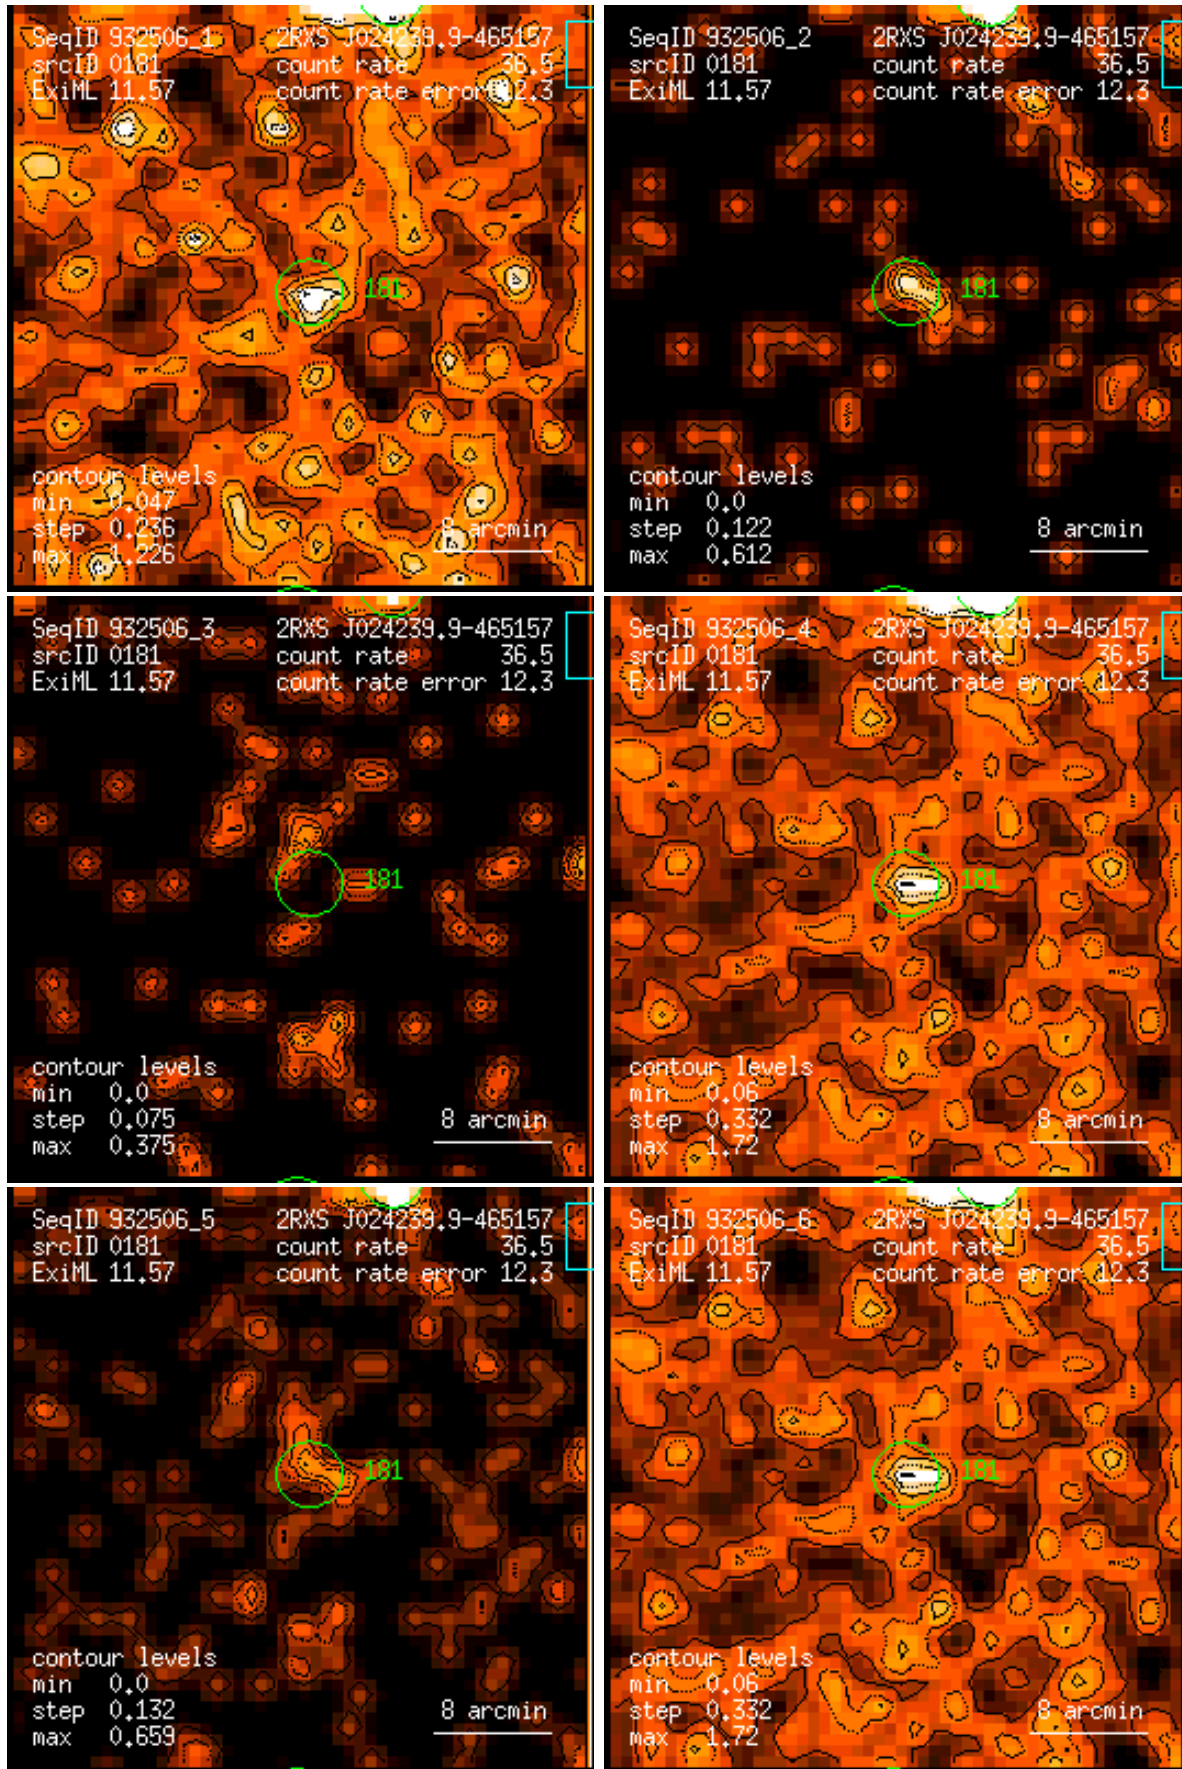 SeqID 932506_1 2RXS J024239.9-465157
srcID 0181 count rate 36.5
ExiML 11.57 count rate error 12.3
181
contour levels
min 0.047
step 0.236 8 arcmin
max 1.226
SeqID 932506_2 2RXS J024239.9-465157
srcID 0181 count rate 36.5
ExiML 11.57 count rate error 12.3
181
contour levels
min 0.0
step 0.122 8 arcmin
max 0.612
SeqID 932506_3 2RXS J024239.9-465157
srcID 0181 count rate 36.5
ExiML 11.57 count rate error 12.3
181
contour levels
min 0.0
step 0.075 8 arcmin
max 0.375
SeqID 932506_4 2RXS J024239.9-465157
srcID 0181 count rate 36.5
ExiML 11.57 count rate error 12.3
181
contour levels
min 0.06
step 0.332 8 arcmin
max 1.72
SeqID 932506_5 2RXS J024239.9-465157
srcID 0181 count rate 36.5
ExiML 11.57 count rate error 12.3
181
contour levels
min 0.0
step 0.132 8 arcmin
max 0.659
SeqID 932506_6 2RXS J024239.9-465157
srcID 0181 count rate 36.5
ExiML 11.57 count rate error 12.3
181
contour levels
min 0.06
step 0.332 8 arcmin
max 1.72